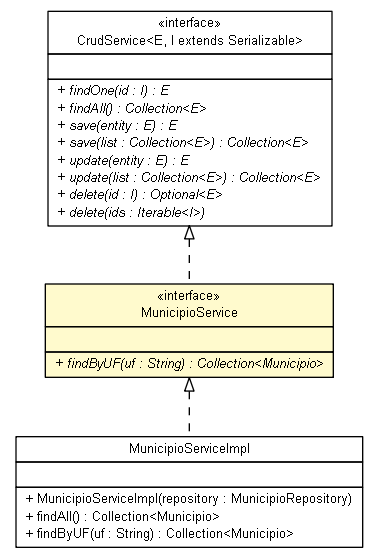 «interface»
CrudService<E, I extends Serializable>
+ findOne(id : I) : E
+ findAll() : Collection<E>
+ save(entity : E) : E
+ save(list : Collection<E>) : Collection<E>
+ update(entity : E) : E
+ update(list : Collection<E>) : Collection<E>
+ delete(id : I) : Optional<E>
+ delete(ids : Iterable<I>)
«interface»
MunicipioService
+ findByUF(uf : String) : Collection<Municipio>
MunicipioServiceImpl
+ MunicipioServiceImpl(repository : MunicipioRepository)
+ findAll() : Collection<Municipio>
+ findByUF(uf : String) : Collection<Municipio>